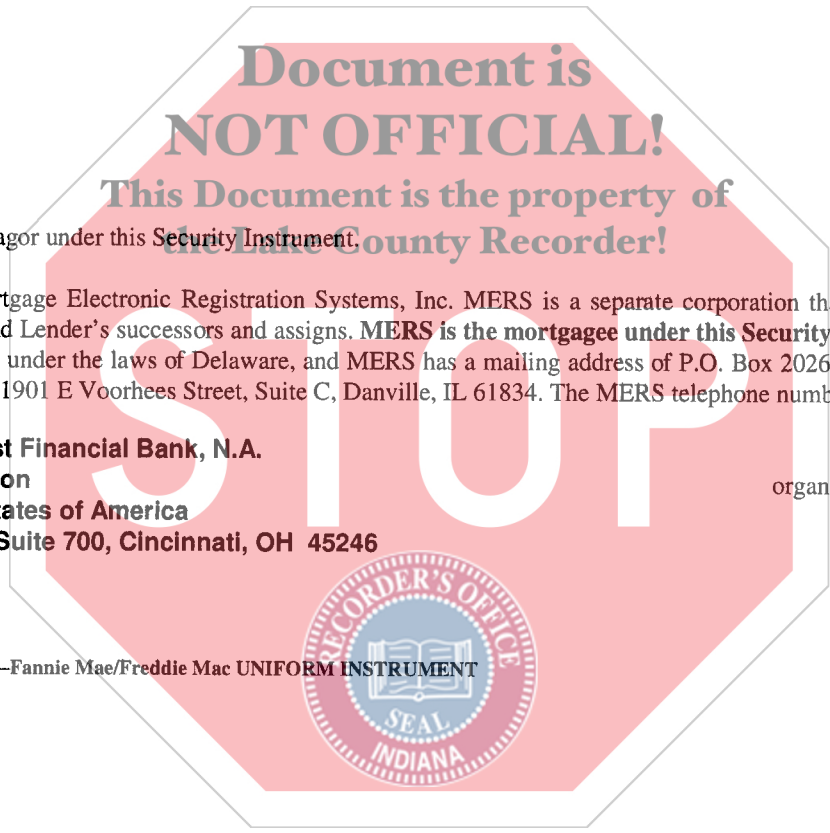 Document is
NOT OFFICIAL!
This Document is the property of
the Lake County Recorder!
agor under this Security Instrument.
rtgage Electronic Registration Systems, Inc. MERS is a separate corporation th
d Lender's successors and assigns. MERS is the mortgagee under this Security
under the laws of Delaware, and MERS has a mailing address of P.O. Box 2026
1901 E Voorhees Street, Suite C, Danville, IL 61834. The MERS telephone numb
STOP
st Financial Bank, N.A.
on
organ
tates of America
Suite 700, Cincinnati, OH 45246
RECORDER'S OFFICE
SEAL
INDIANA
–Fannie Mae/Freddie Mac UNIFORM INSTRUMENT